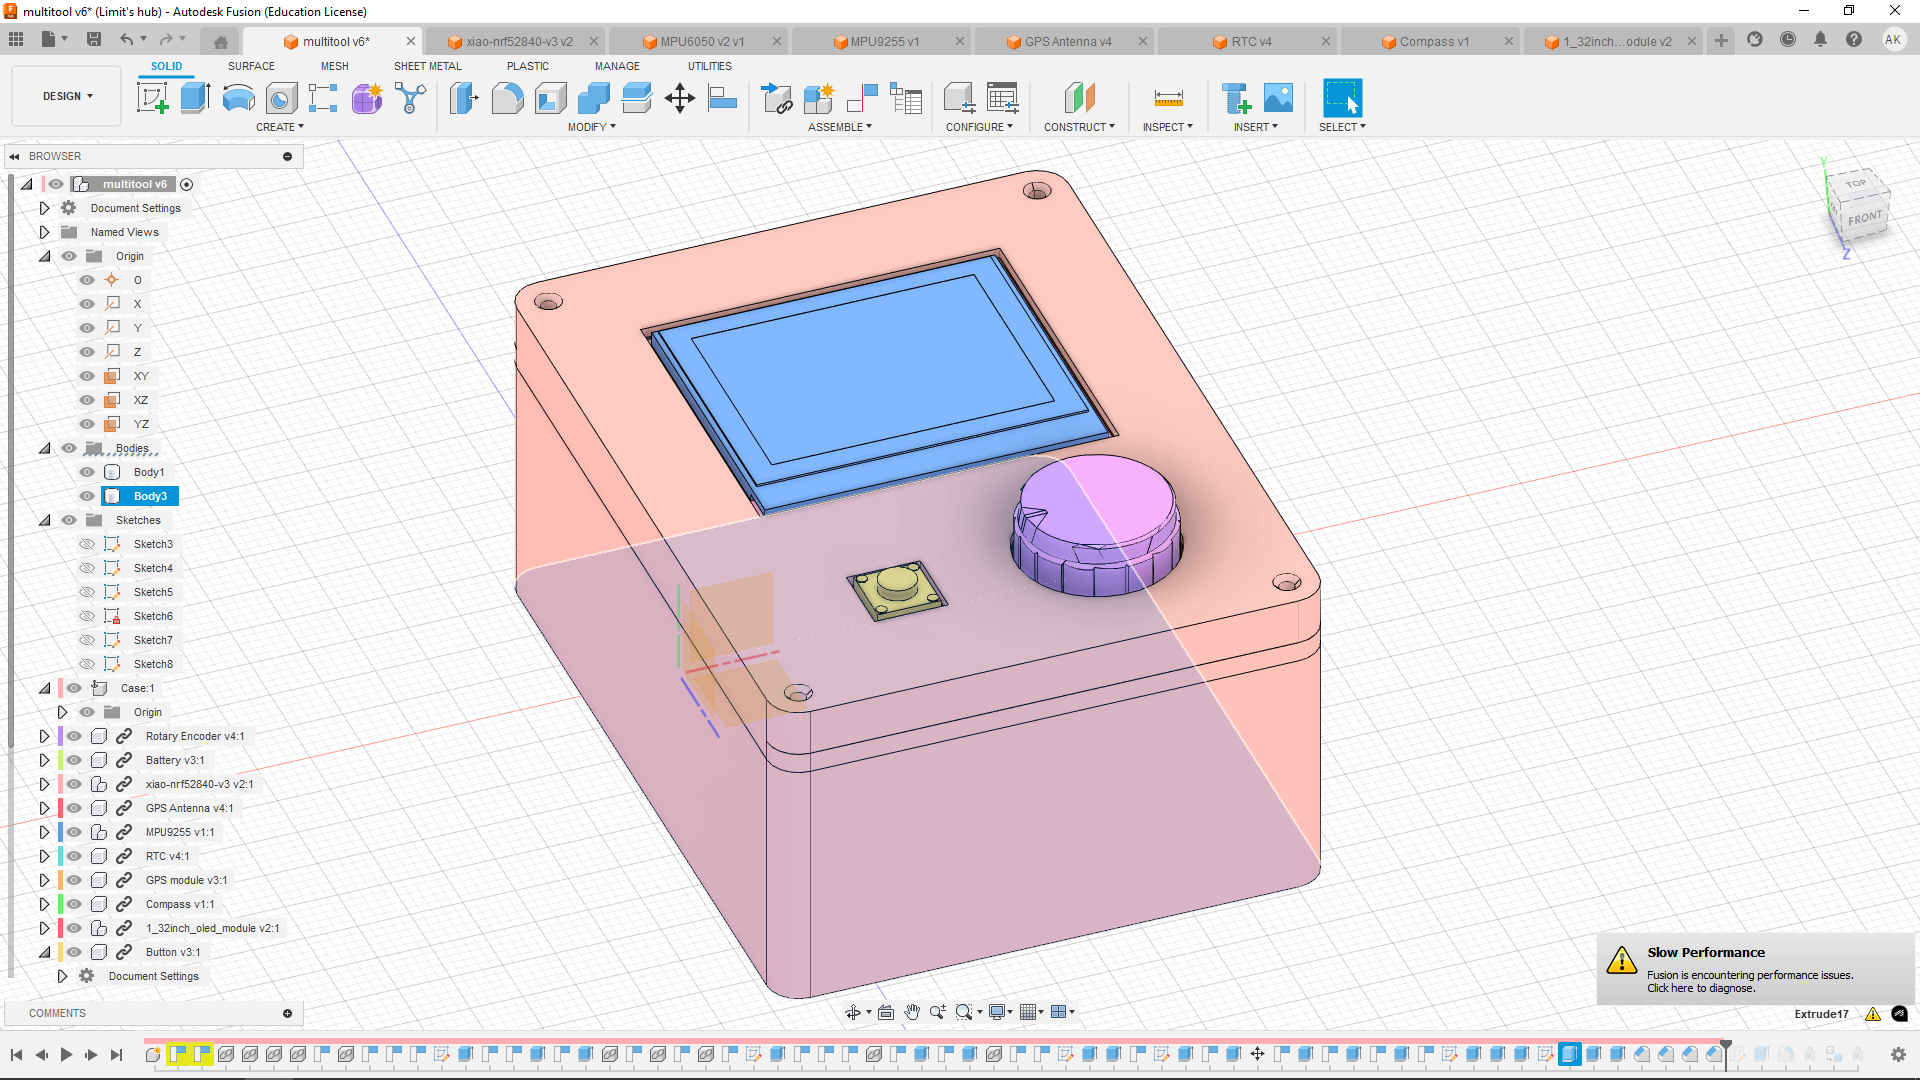 multitool v6* (Limit's hub) - Autodesk Fusion (Education License)
multitool v6*
xiao-nrf52840-v3 v2
MPU6050 v2 v1
MPU9255 v1
GPS Antenna v4
RTC v4
Compass v1
1_32inch...odule v2
AK
SOLID
SURFACE
MESH
SHEET METAL
PLASTIC
MANAGE
UTILITIES
DESIGN
CREATE
MODIFY
ASSEMBLE
CONFIGURE
CONSTRUCT
INSPECT
INSERT
SELECT
BROWSER
multitool v6
Document Settings
Named Views
Origin
O
X
Y
Z
XY
XZ
YZ
Bodies
Body1
Body3
Sketches
Sketch3
Sketch4
Sketch5
Sketch6
Sketch7
Sketch8
Case:1
Origin
Rotary Encoder v4:1
Battery v3:1
xiao-nrf52840-v3 v2:1
GPS Antenna v4:1
MPU9255 v1:1
RTC v4:1
GPS module v3:1
Compass v1:1
1_32inch_oled_module v2:1
Button v3:1
Document Settings
COMMENTS
Y
TOP
FRONT
Z
Slow Performance
Fusion is encountering performance issues.
Click here to diagnose.
Extrude17